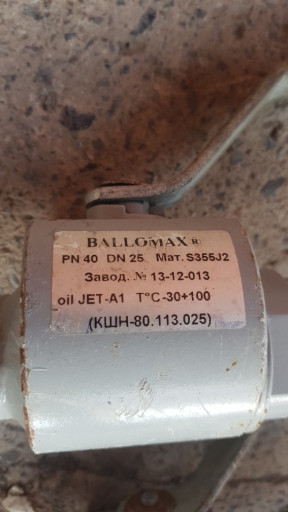 BALLOMAX®
PN 40 DN 25 Мат. S355J2
Завод. № 13-12-013
oil JET-A1 T°C-30+100
(КШН-80.113.025)